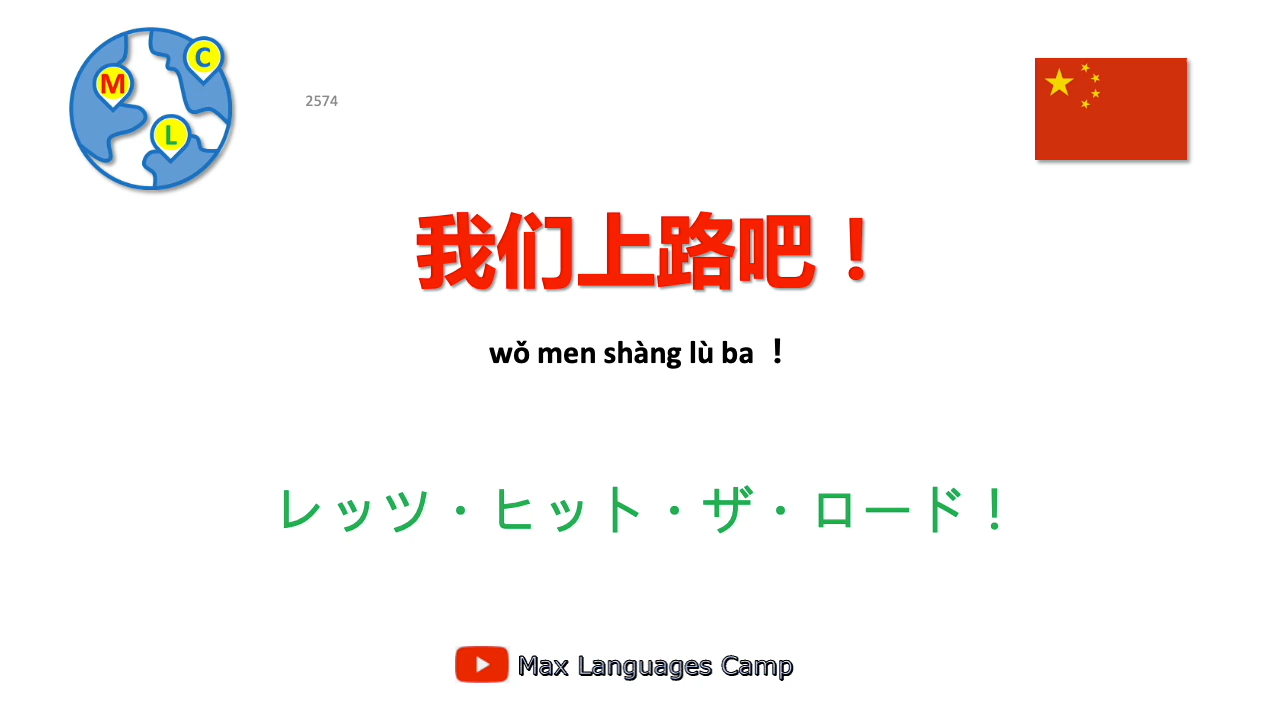 M
C
L
2574
我们上路吧！
wǒ men shàng lù ba ！
レッツ・ヒット・ザ・ロード！
Max Languages Camp